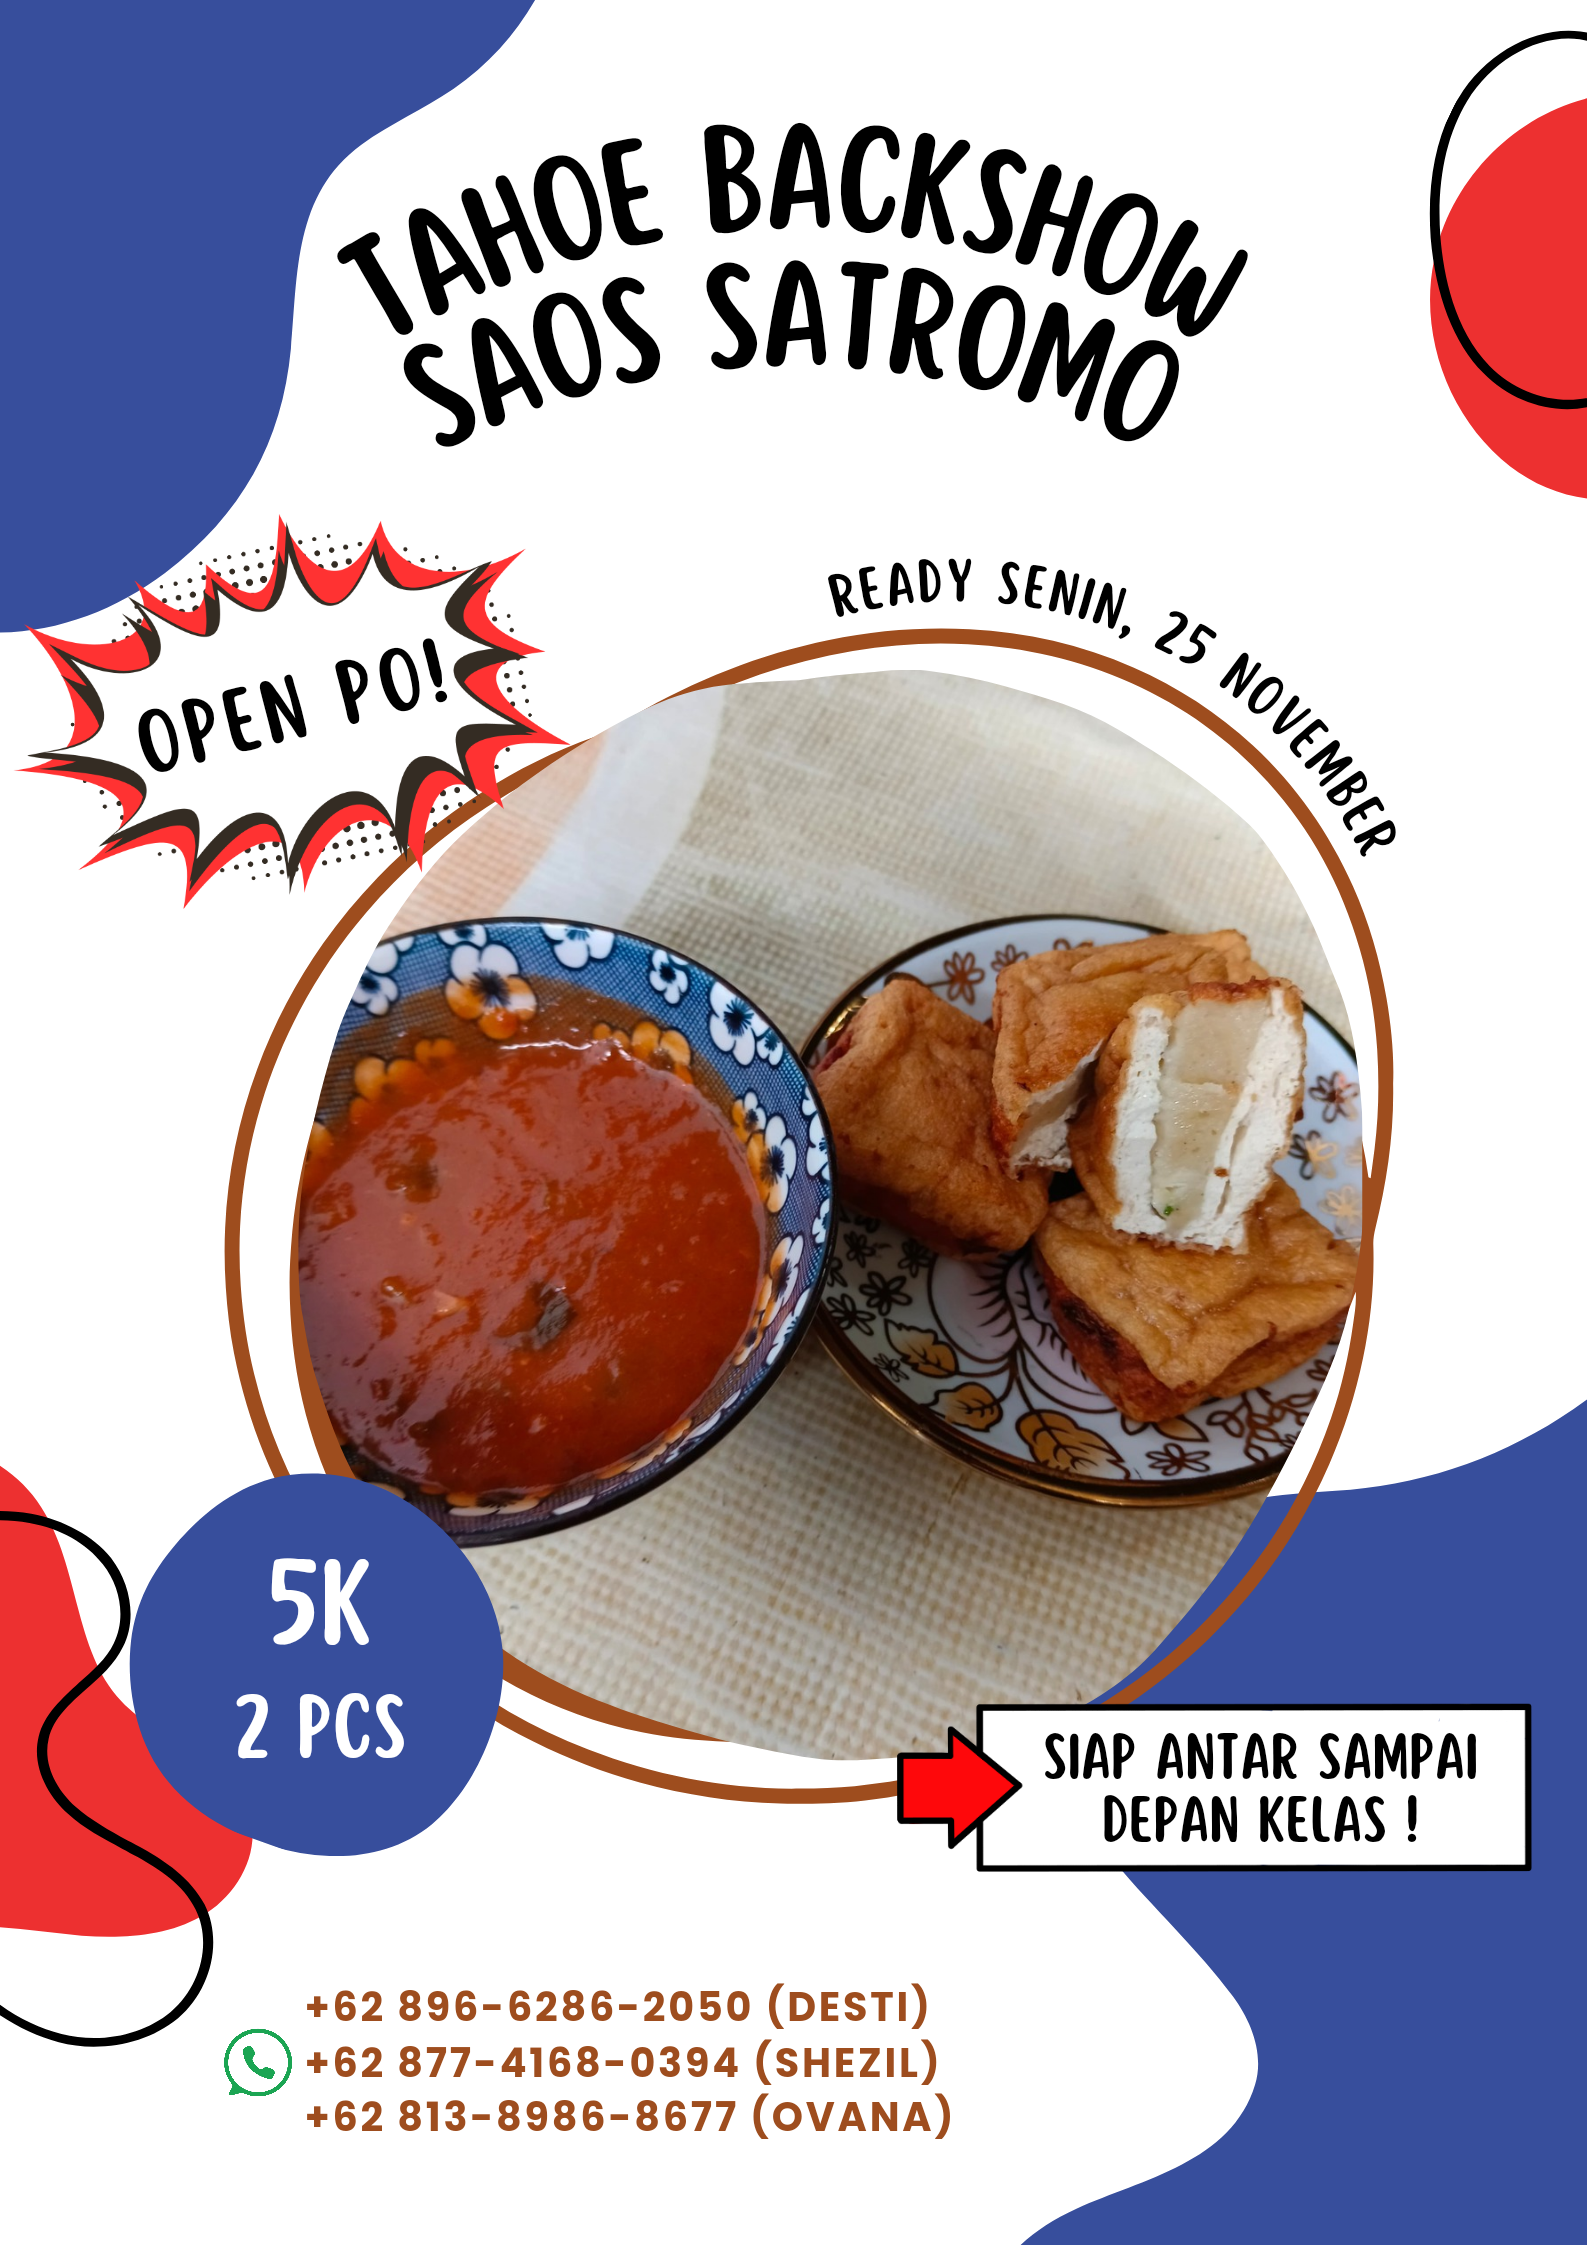 TAHOE BACKSHOW
SAOS SATROMO
OPEN PO!
READY SENIN, 25 NOVEMBER
5K
2 PCS
SIAP ANTAR SAMPAI
DEPAN KELAS !
+62 896-6286-2050 (DESTI)
+62 877-4168-0394 (SHEZIL)
+62 813-8986-8677 (OVANA)